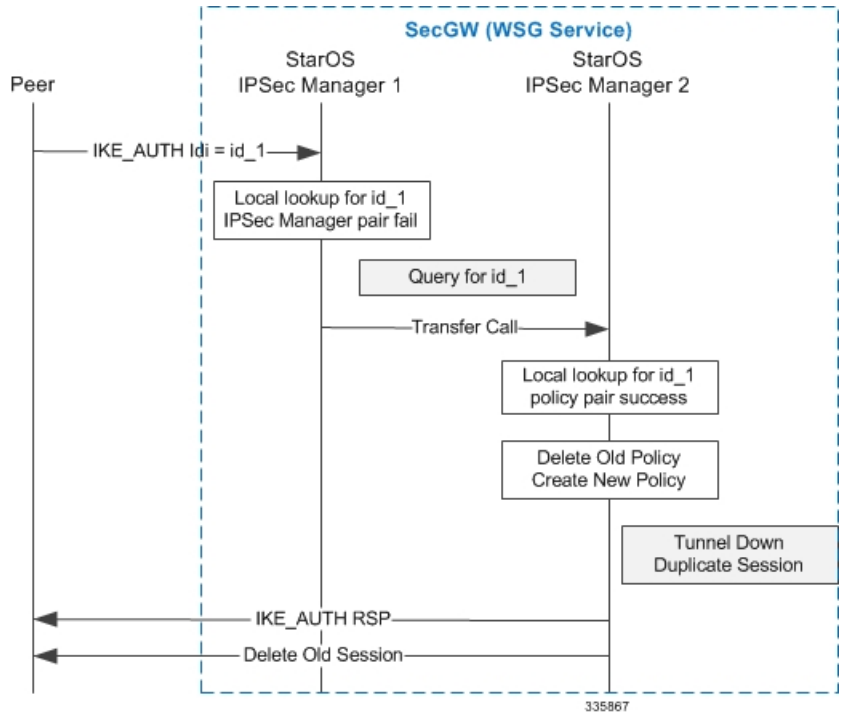 SecGW (WSG Service)
Peer
StarOS
IPSec Manager 1
StarOS
IPSec Manager 2
IKE_AUTH Idi = id_1
Local lookup for id_1
IPSec Manager pair fail
Query for id_1
Transfer Call
Local lookup for id_1
policy pair success
Delete Old Policy
Create New Policy
Tunnel Down
Duplicate Session
IKE_AUTH RSP
Delete Old Session
335867